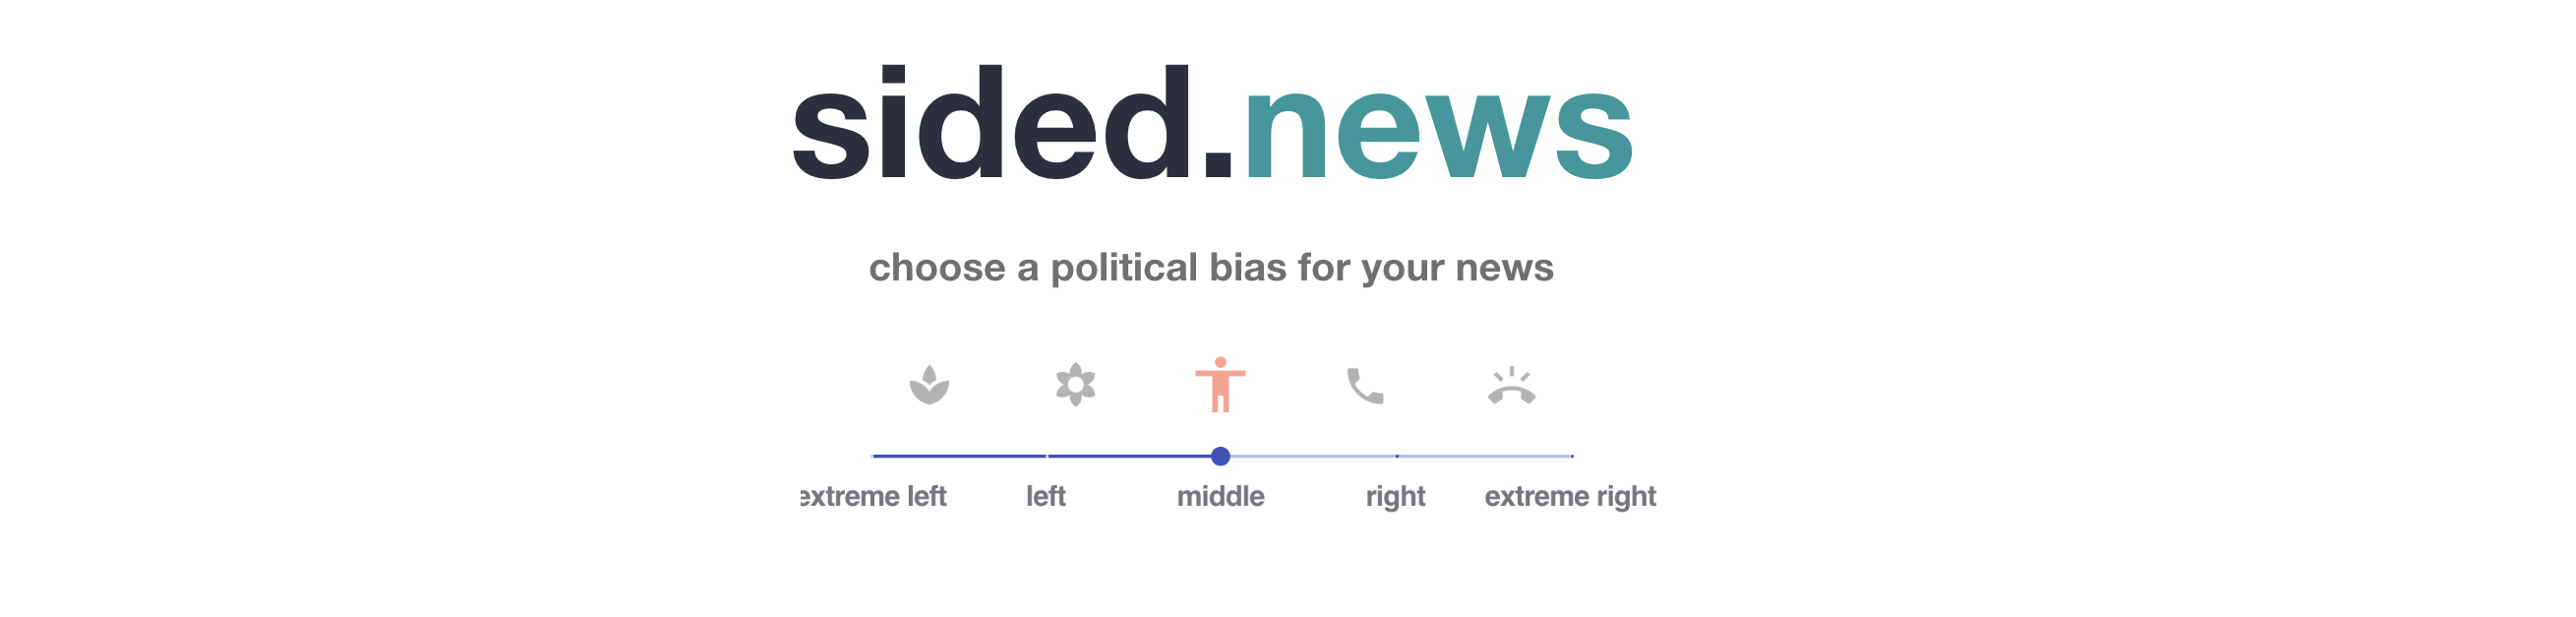 sided.news
choose a political bias for your news
extreme left left middle right extreme right